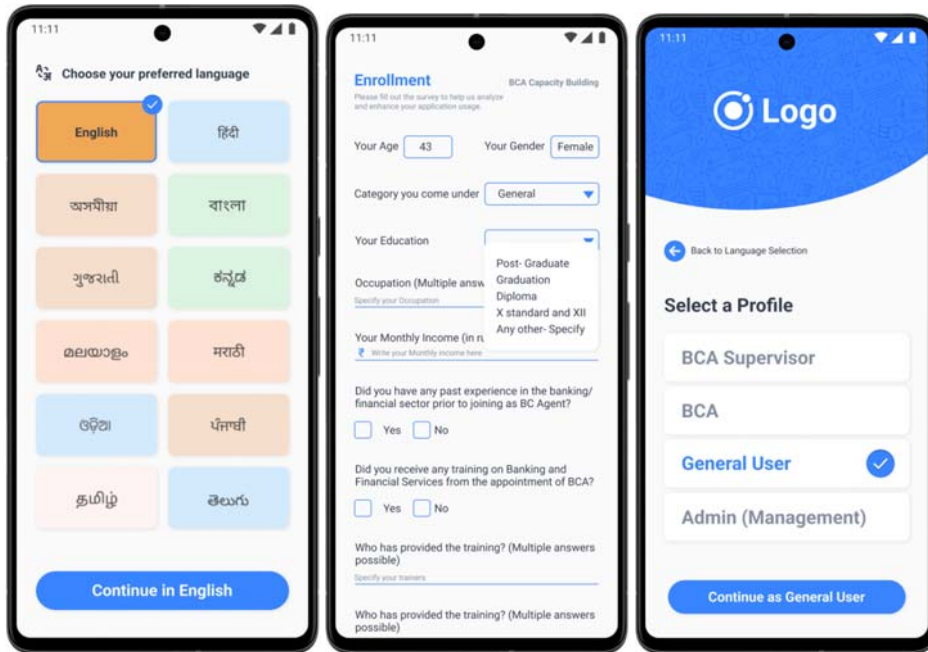 11:11
Choose your preferred language
English
हिंदी
অসমীয়া
বাংলা
ગુજરાતી
ಕನ್ನಡ
മലയാളം
मराठी
ଓଡ଼ିଆ
ਪੰਜਾਬੀ
தமிழ்
తెలుగు
Continue in English
11:11
Enrollment
BCA Capacity Building
Please fill out the survey to help us analyze
and enhance your application usage.
Your Age 43 Your Gender Female
Category you come under General
Your Education
Post- Graduate
Graduation
Diploma
X standard and XII
Any other- Specify
Occupation (Multiple answ
Specify your Occupation
Your Monthly Income (in ru
₹ Write your Monthly income here
Did you have any past experience in the banking/
financial sector prior to joining as BC Agent?
Yes No
Did you receive any training on Banking and
Financial Services from the appointment of BCA?
Yes No
Who has provided the training? (Multiple answers
possible)
Specify your trainers
Who has provided the training? (Multiple answers
possible)
11:11
Logo
Back to Language Selection
Select a Profile
BCA Supervisor
BCA
General User
Admin (Management)
Continue as General User